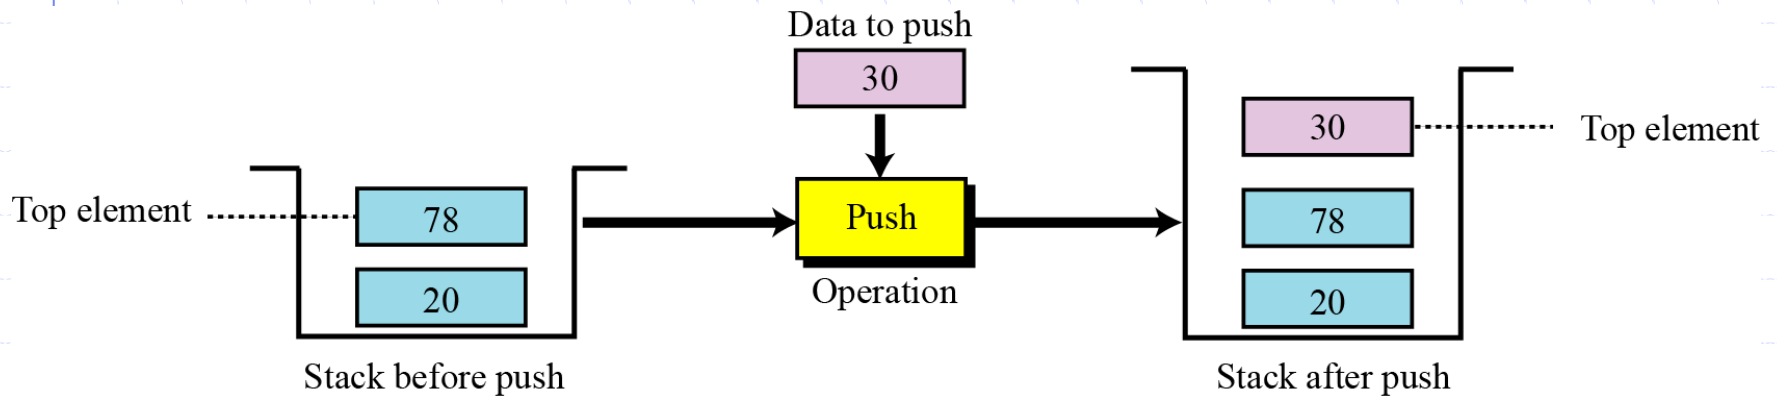 Data to push
30
Top element
78
20
Stack before push
Push
Operation
30
Top element
78
20
Stack after push